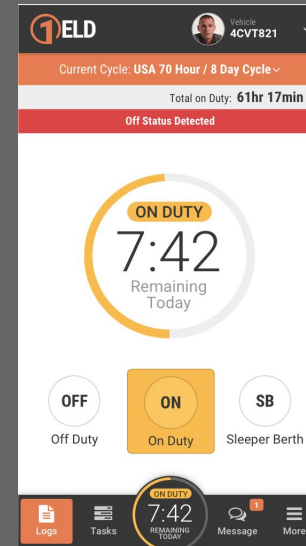 1ELD
Vehicle
4CVT821
Current Cycle: USA 70 Hour / 8 Day Cycle
Total on Duty: 61hr 17min
Off Status Detected
ON DUTY
7:42
Remaining
Today
OFF
ON
SB
Off Duty
On Duty
Sleeper Berth
ON DUTY
7:42
REMAINING
TODAY
Logs
Tasks
1
Message
More